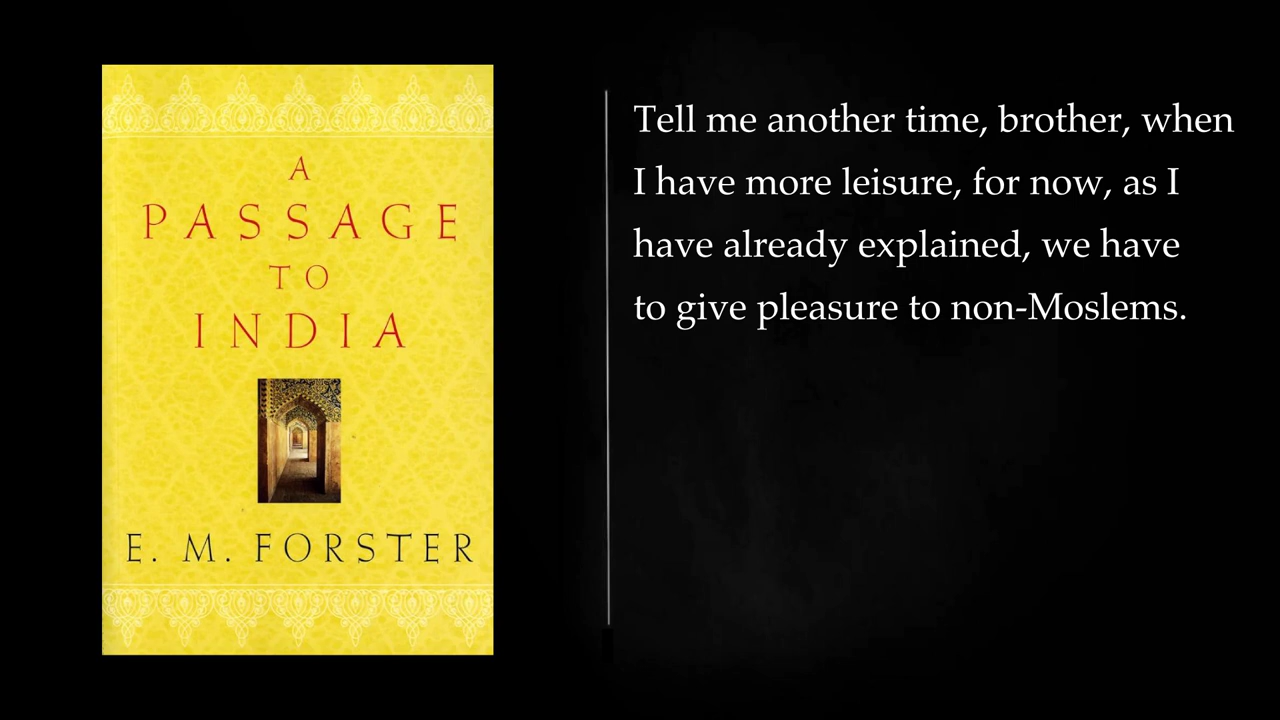 A
PASSAGE
TO
INDIA
E. M. FORSTER
Tell me another time, brother, when
I have more leisure, for now, as I
have already explained, we have
to give pleasure to non-Moslems.